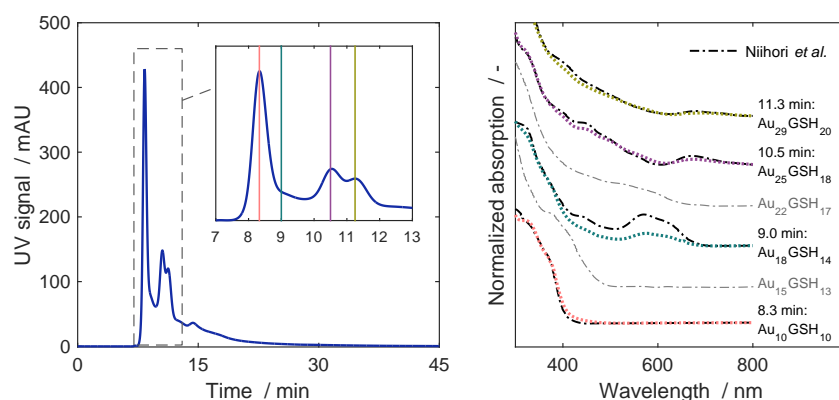 500
400
300
200
100
0
UV signal / mAU
0 15 30 45
Time / min
7 8 9 10 11 12 13
Normalized absorption / -
400 600 800
Wavelength / nm
Niihori et al.
11.3 min:
Au29GSH20
10.5 min:
Au25GSH18
Au22GSH17
9.0 min:
Au18GSH14
Au15GSH13
8.3 min:
Au10GSH10